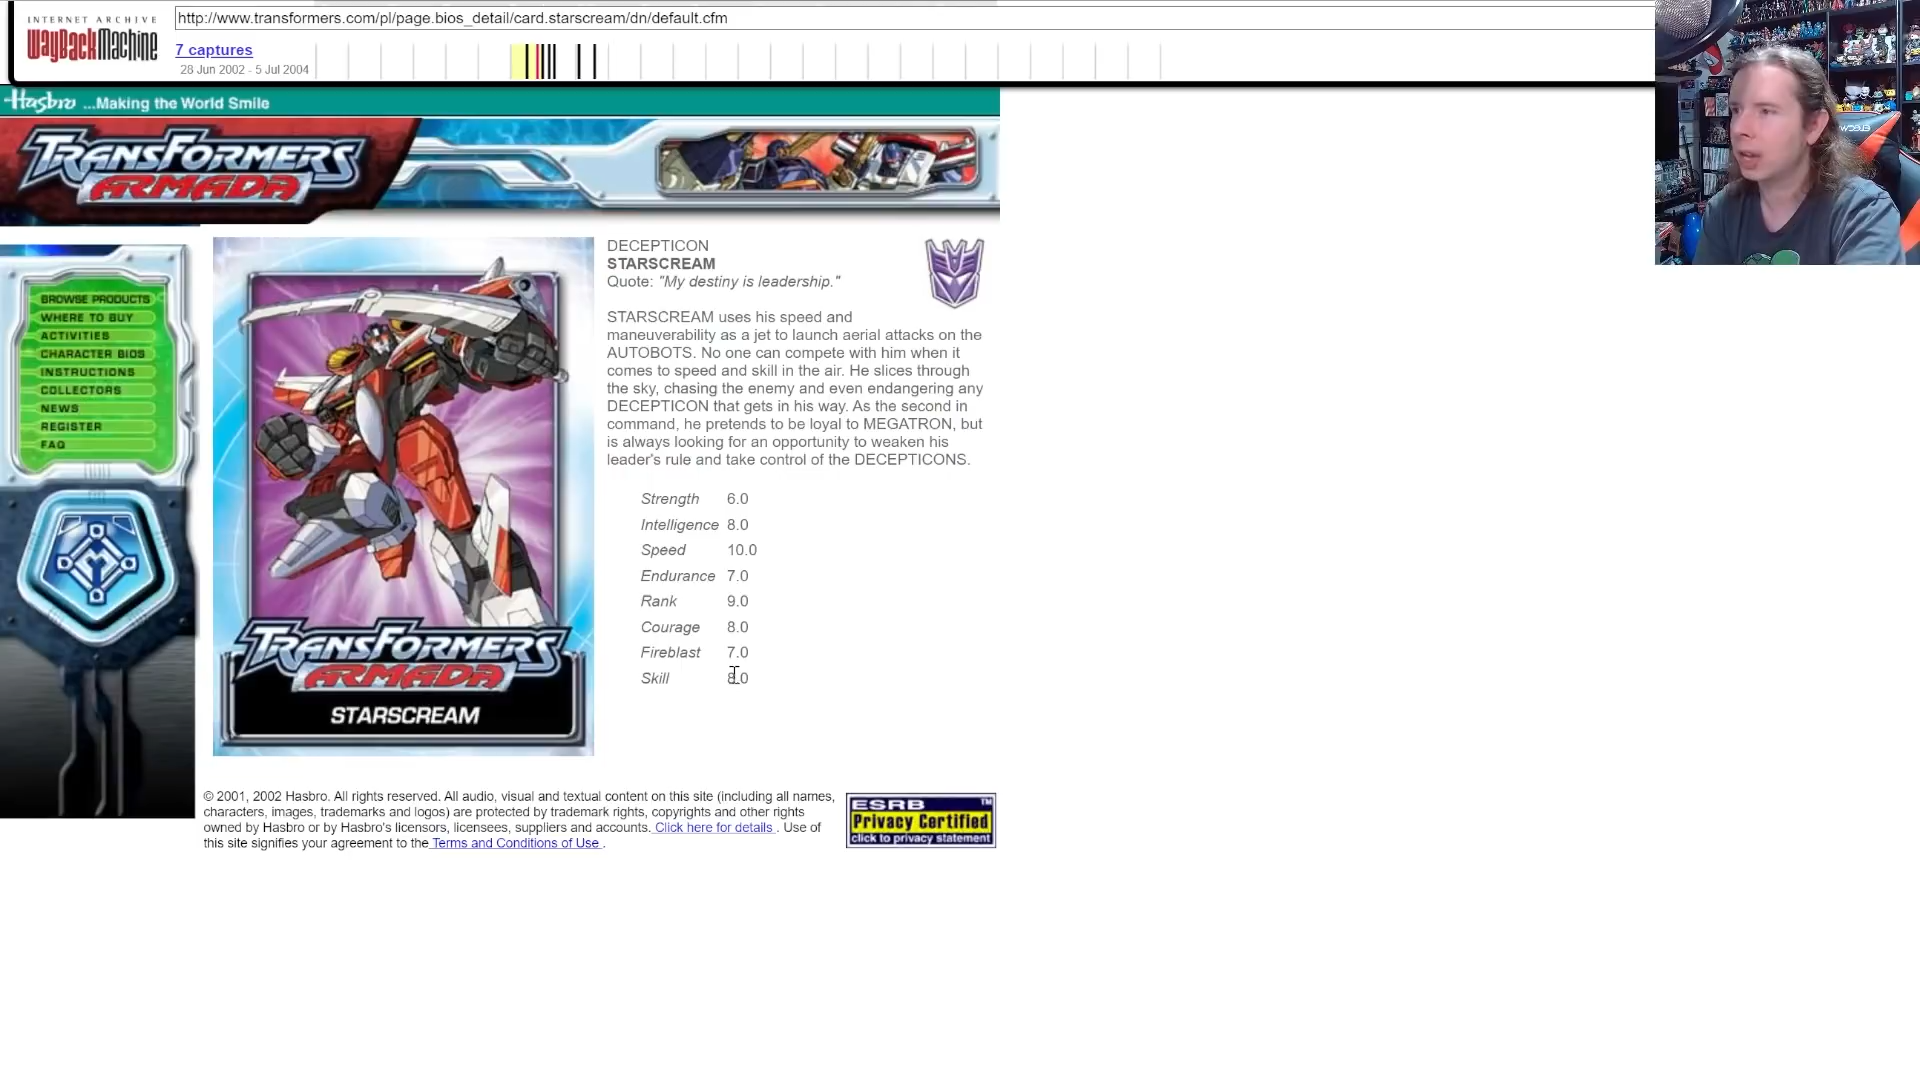 INTERNET ARCHIVE
WayBackMachine
http://www.transformers.com/pl/page.bios_detail/card.starscream/dn/default.cfm
7 captures
28 Jun 2002 - 5 Jul 2004
Hasbro ...Making the World Smile
TRANSFORMERS
ARMADA
BROWSE PRODUCTS
WHERE TO BUY
ACTIVITIES
CHARACTER BIOS
INSTRUCTIONS
COLLECTORS
NEWS
REGISTER
FAQ
TRANSFORMERS
ARMADA
STARSCREAM
DECEPTICON
STARSCREAM
Quote: "My destiny is leadership."
STARSCREAM uses his speed and
maneuverability as a jet to launch aerial attacks on the
AUTOBOTS. No one can compete with him when it
comes to speed and skill in the air. He slices through
the sky, chasing the enemy and even endangering any
DECEPTICON that gets in his way. As the second in
command, he pretends to be loyal to MEGATRON, but
is always looking for an opportunity to weaken his
leader's rule and take control of the DECEPTICONS.
Strength 6.0
Intelligence 8.0
Speed 10.0
Endurance 7.0
Rank 9.0
Courage 8.0
Fireblast 7.0
Skill 8.0
© 2001, 2002 Hasbro. All rights reserved. All audio, visual and textual content on this site (including all names,
characters, images, trademarks and logos) are protected by trademark rights, copyrights and other rights
owned by Hasbro or by Hasbro's licensors, licensees, suppliers and accounts. Click here for details . Use of
this site signifies your agreement to the Terms and Conditions of Use .
ESRB TM
Privacy Certified
click to privacy statement